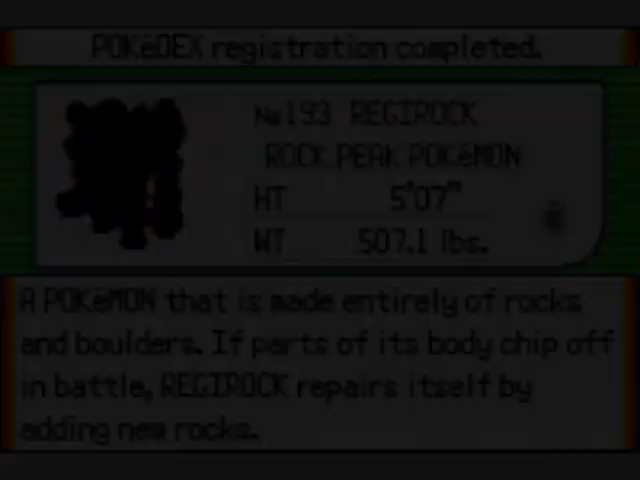 POKéDEX registration completed.
No193 REGIROCK
ROCK PEAK POKéMON
HT 5'07"
WT 507.1 lbs.
A POKéMON that is made entirely of rocks
and boulders. If parts of its body chip off
in battle, REGIROCK repairs itself by
adding new rocks.